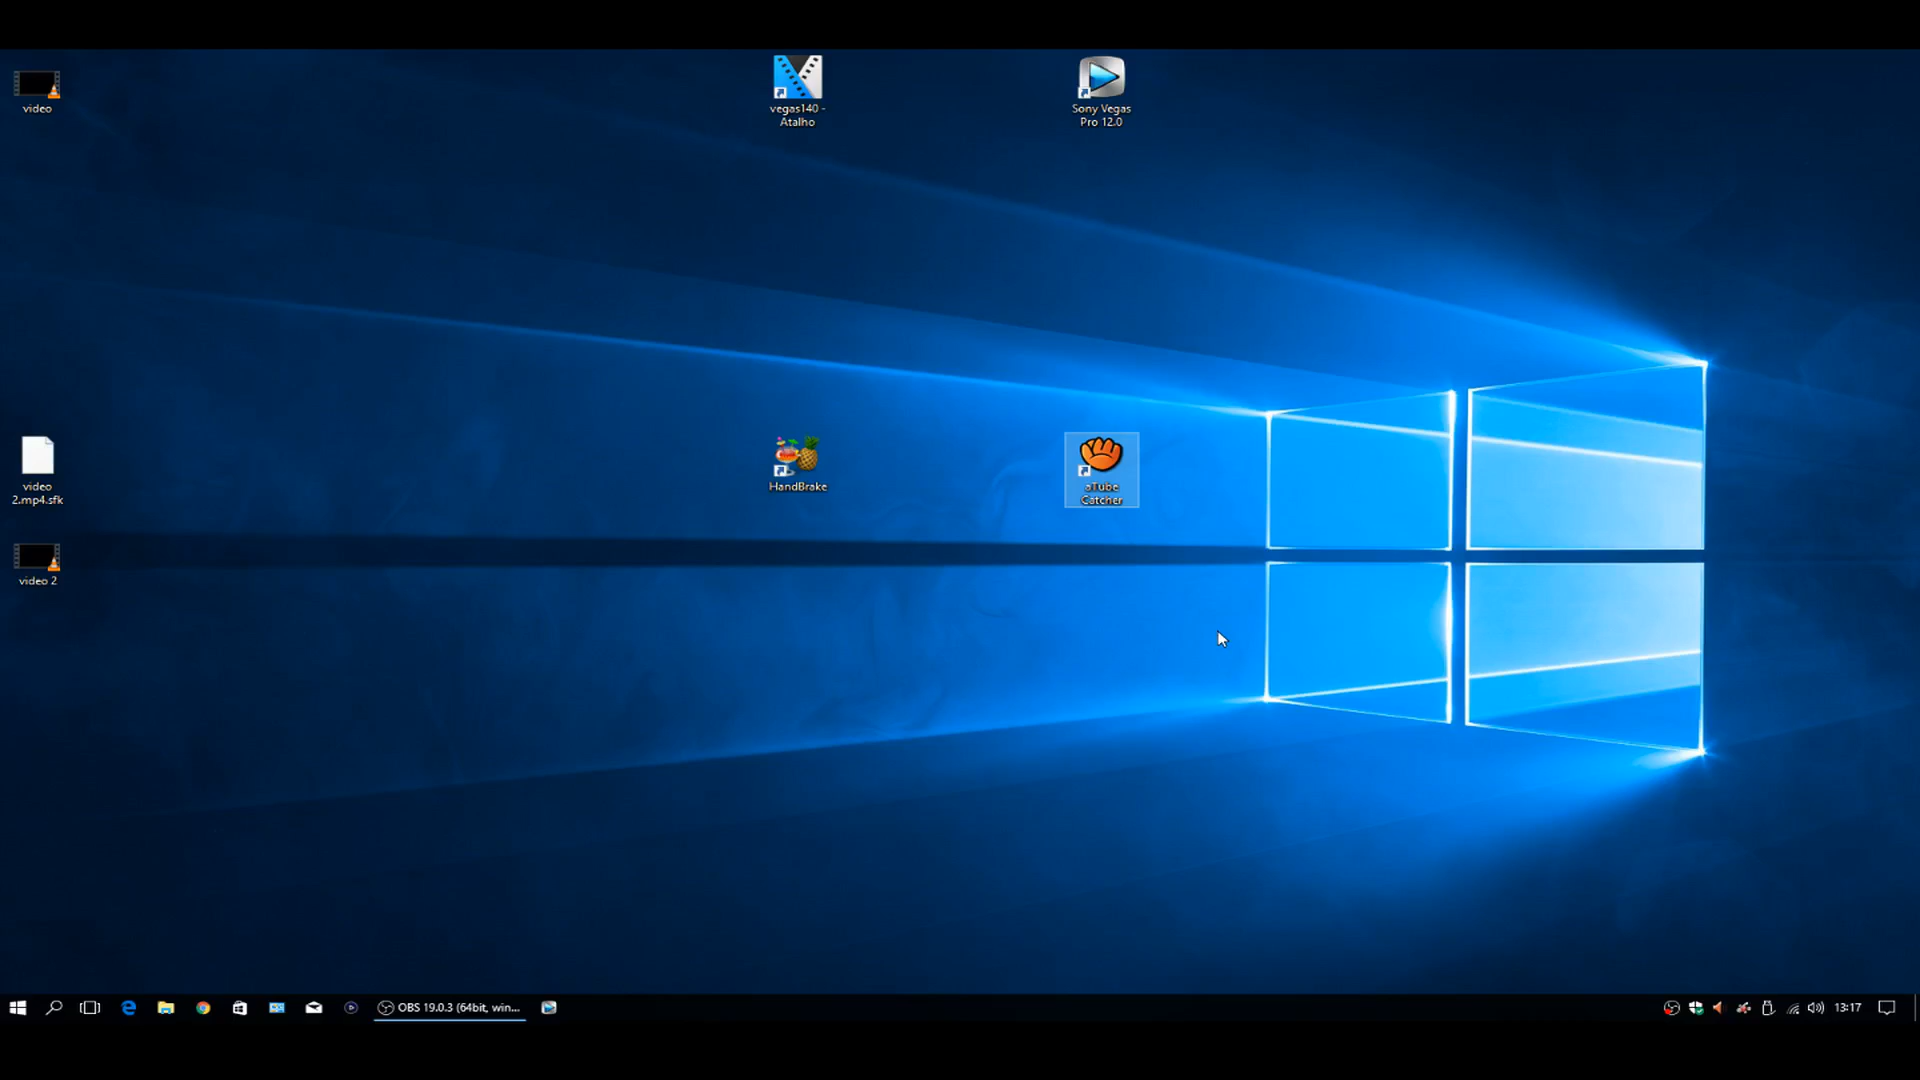 video
vegas140 -
Atalho
Sony Vegas
Pro 12.0
video
2.mp4.sfk
HandBrake
aTube
Catcher
video 2
OBS 19.0.3 (64bit, win...
13:17